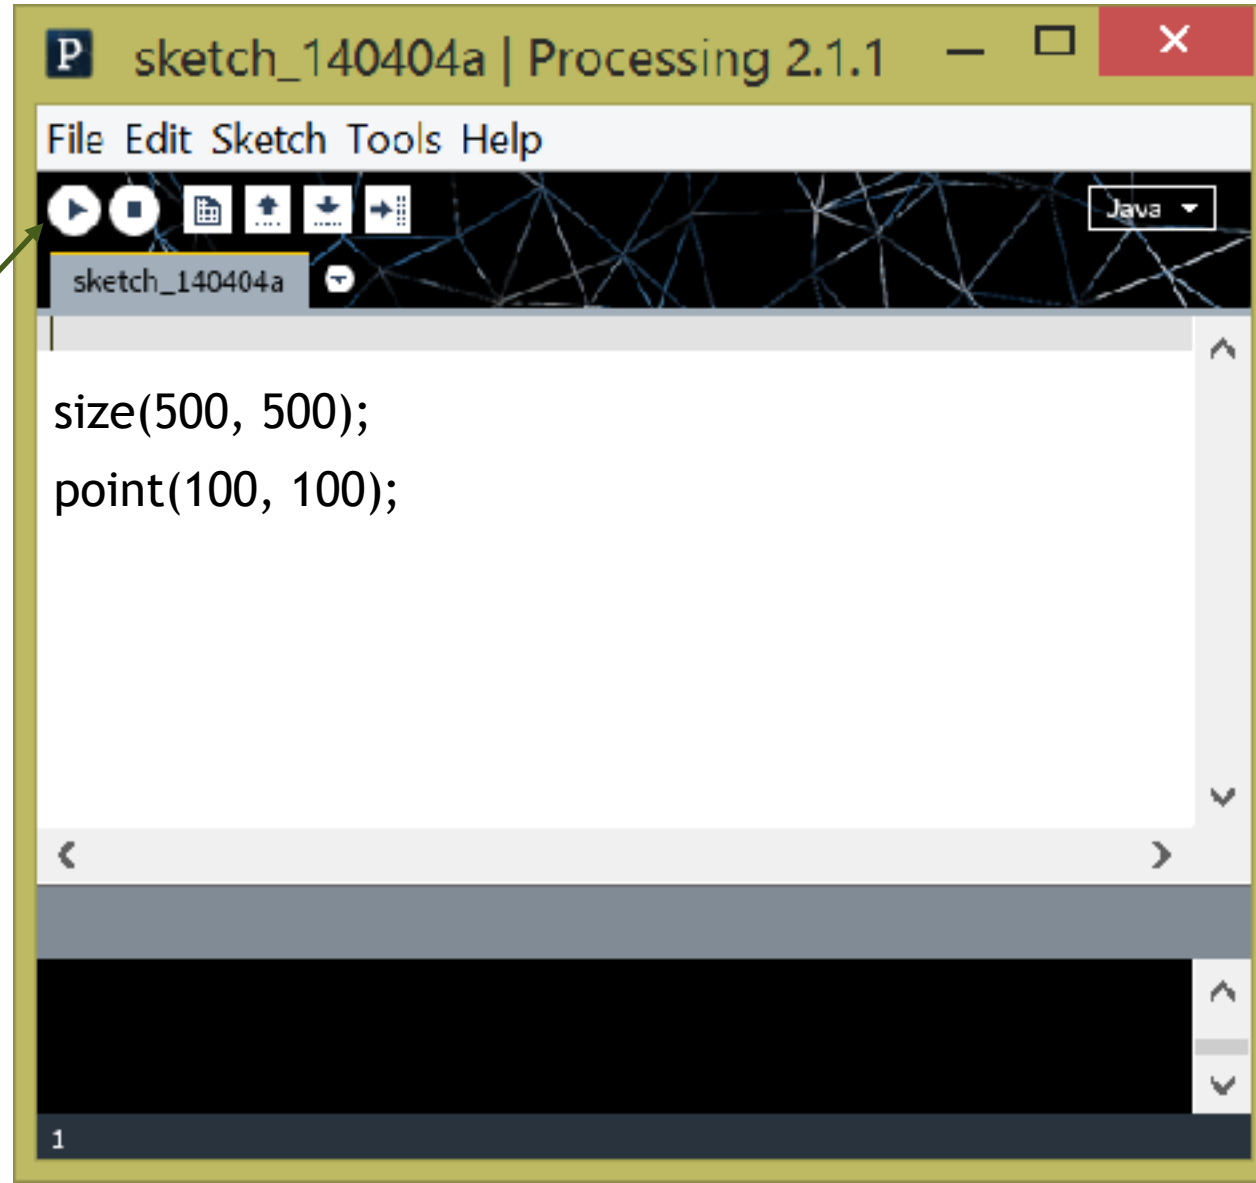 P sketch_140404a | Processing 2.1.1
File Edit Sketch Tools Help
Java
sketch_140404a
size(500, 500);
point(100, 100);
1